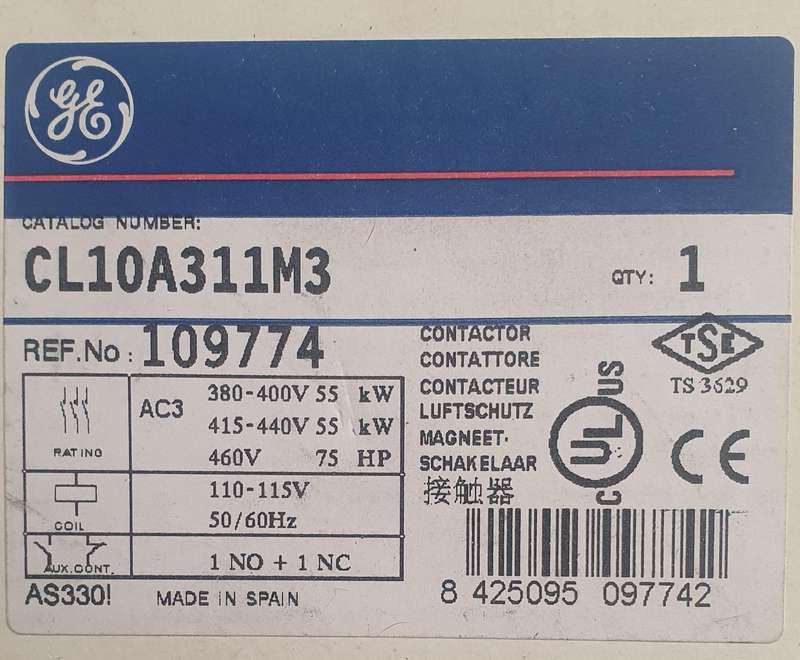 GE
CATALOG NUMBER:
CL10A311M3
QTY: 1
REF.No: 109774
CONTACTOR
CONTATTORE
CONTACTEUR
LUFTSCHUTZ
MAGNEET-
SCHAKELAAR
接触器
TSE
TS 3629
C UL US
CE
RATING
AC3
380-400V 55 kW
415-440V 55 kW
460V 75 HP
COIL
110-115V
50/60Hz
AUX.CONT.
1 NO + 1 NC
AS330!
MADE IN SPAIN
8 425095 097742